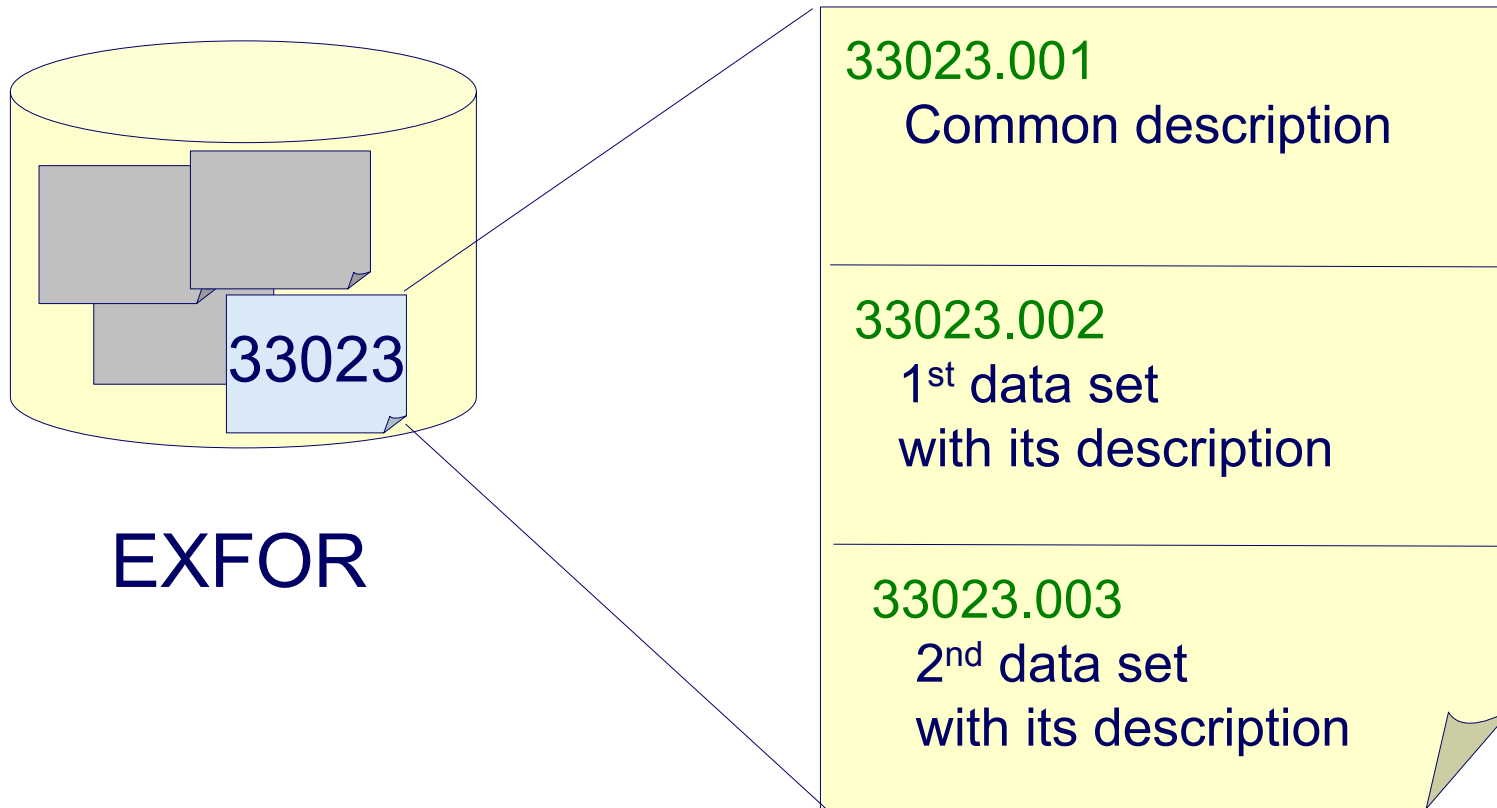 33023
EXFOR
33023.001
Common description
33023.002
1st data set
with its description
33023.003
2nd data set
with its description